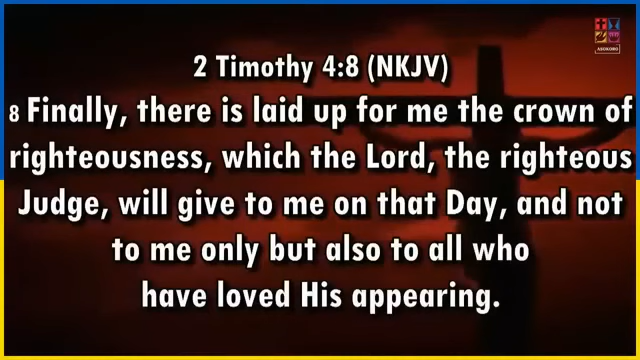 2 Timothy 4:8 (NKJV)
8 Finally, there is laid up for me the crown of
righteousness, which the Lord, the righteous
Judge, will give to me on that Day, and not
to me only but also to all who
have loved His appearing.
ASOKORO